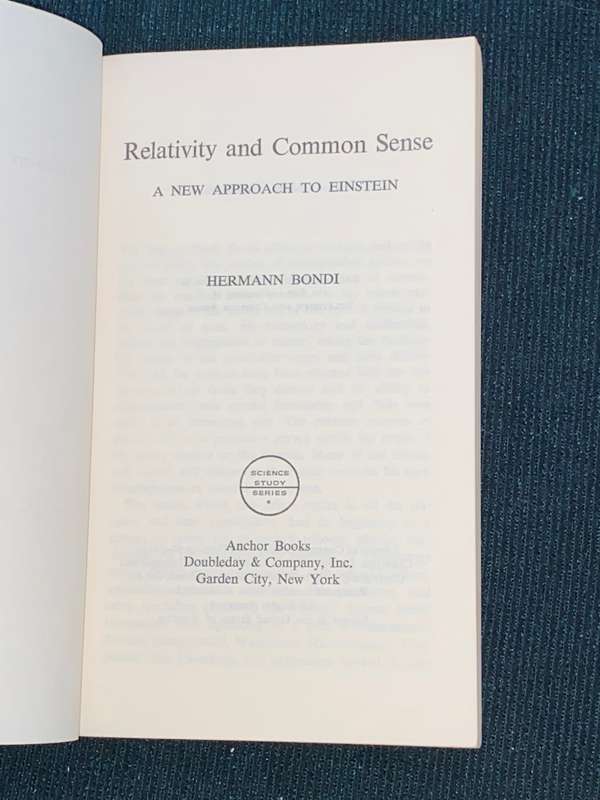 Relativity and Common Sense
A NEW APPROACH TO EINSTEIN
HERMANN BONDI
SCIENCE
STUDY
SERIES
Anchor Books
Doubleday & Company, Inc.
Garden City, New York